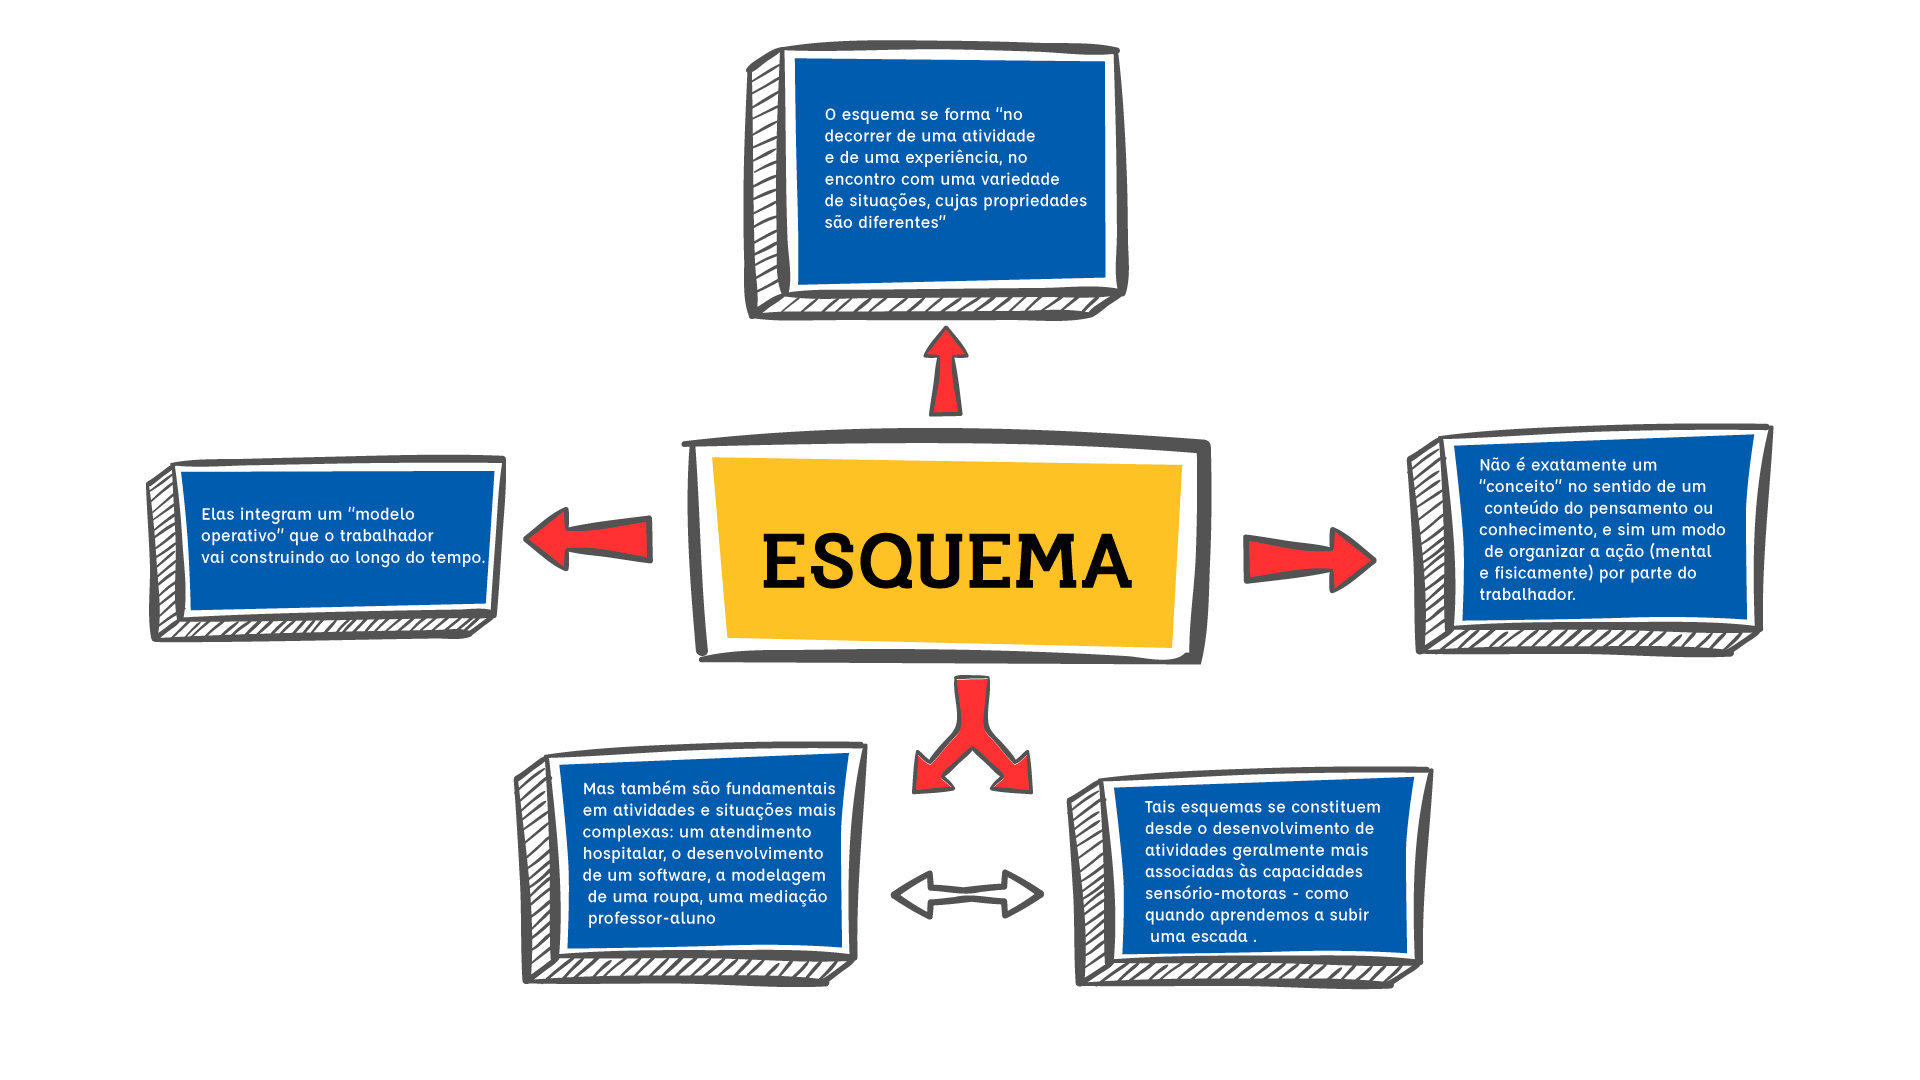 O esquema se forma “no
decorrer de uma atividade
e de uma experiência, no
encontro com uma variedade
de situações, cujas propriedades
são diferentes”
Elas integram um “modelo
operativo” que o trabalhador
vai construindo ao longo do tempo.
ESQUEMA
Não é exatamente um
“conceito” no sentido de um
conteúdo do pensamento ou
conhecimento, e sim um modo
de organizar a ação (mental
e fisicamente) por parte do
trabalhador.
Mas também são fundamentais
em atividades e situações mais
complexas: um atendimento
hospitalar, o desenvolvimento
de um software, a modelagem
de uma roupa, uma mediação
professor-aluno
Tais esquemas se constituem
desde o desenvolvimento de
atividades geralmente mais
associadas às capacidades
sensório-motoras - como
quando aprendemos a subir
uma escada .